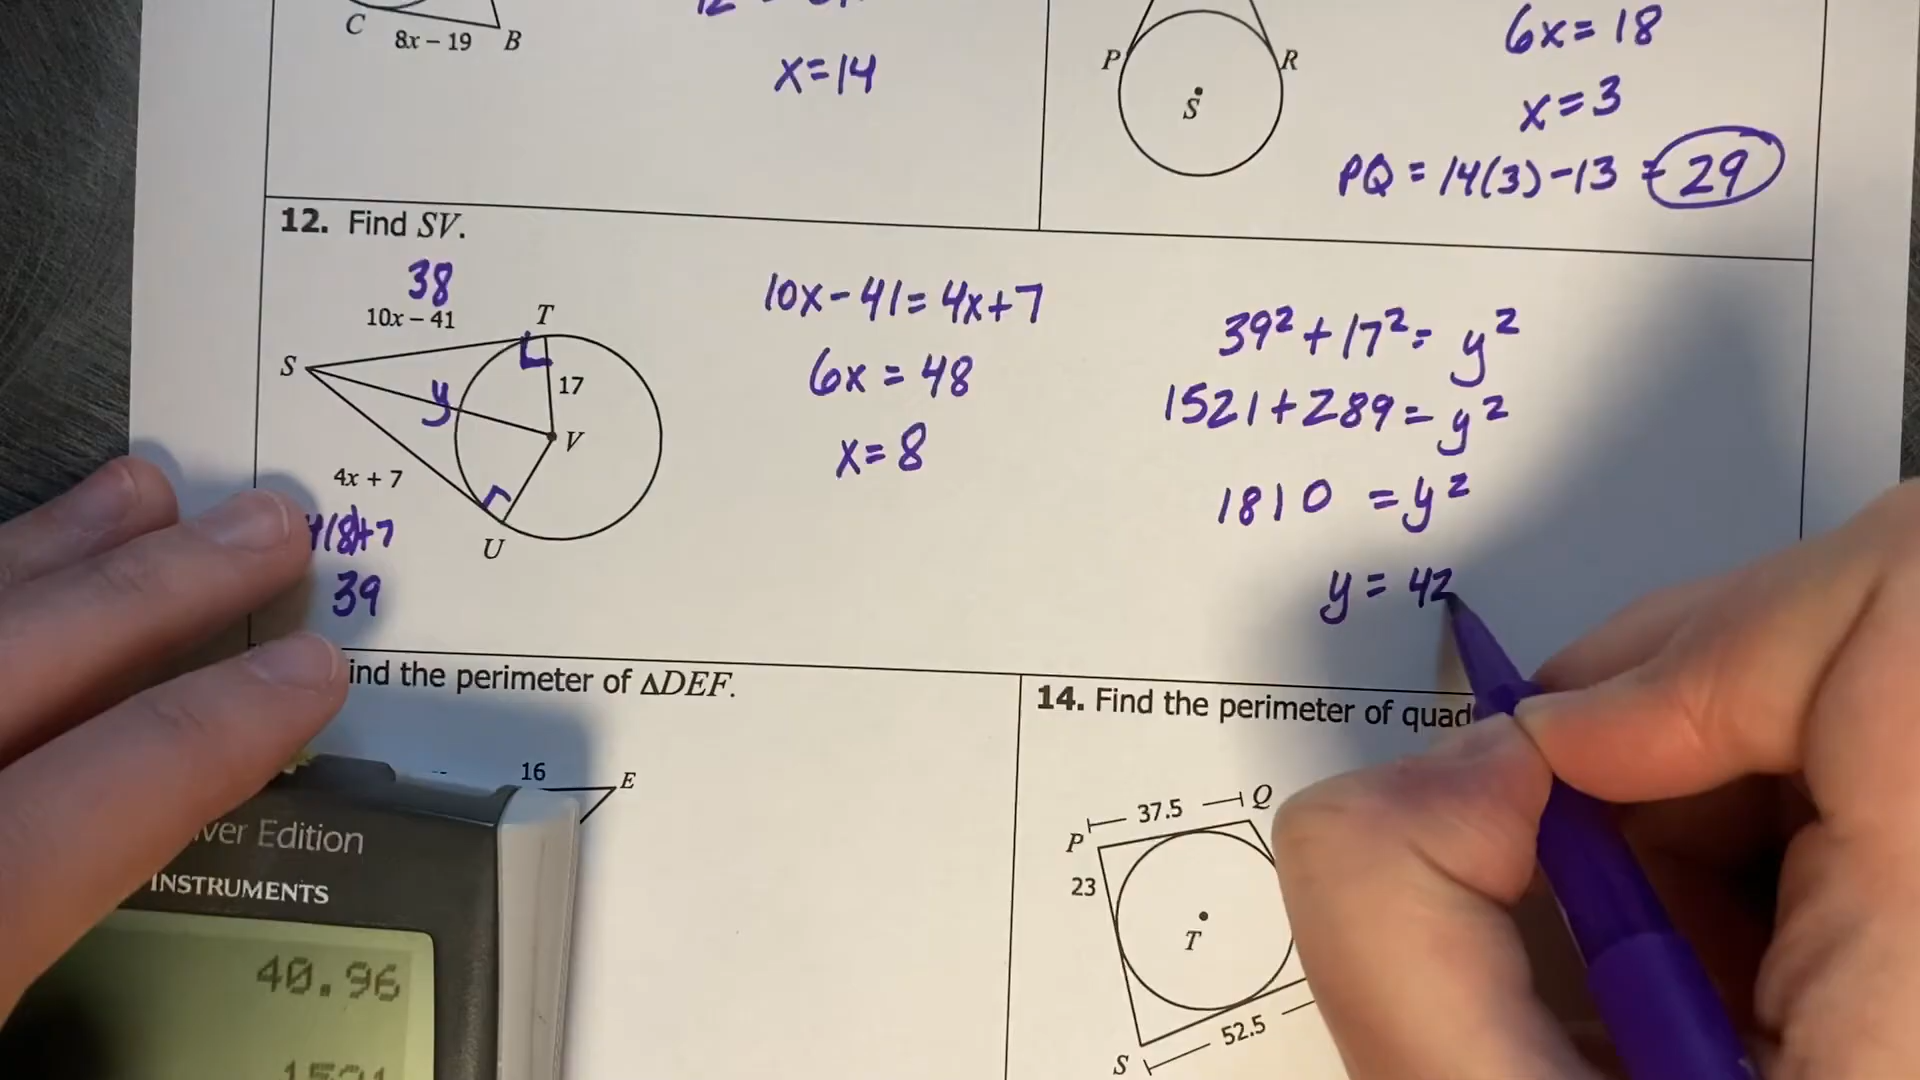 C
8x – 19
B
x=14
P
R
S
6x=18
x=3
PQ = 14(3)-13 = 29
12. Find SV.
38
10x – 41
T
S
y
17
V
4x + 7
4(8)+7
39
U
10x-41=4x+7
6x = 48
x=8
39²+17²= y²
1521+289=y²
1810 =y²
y = 42
ind the perimeter of ΔDEF.
16
E
14. Find the perimeter of quad
37.5
Q
P
23
T
52.5
S
ver Edition
INSTRUMENTS
40.96